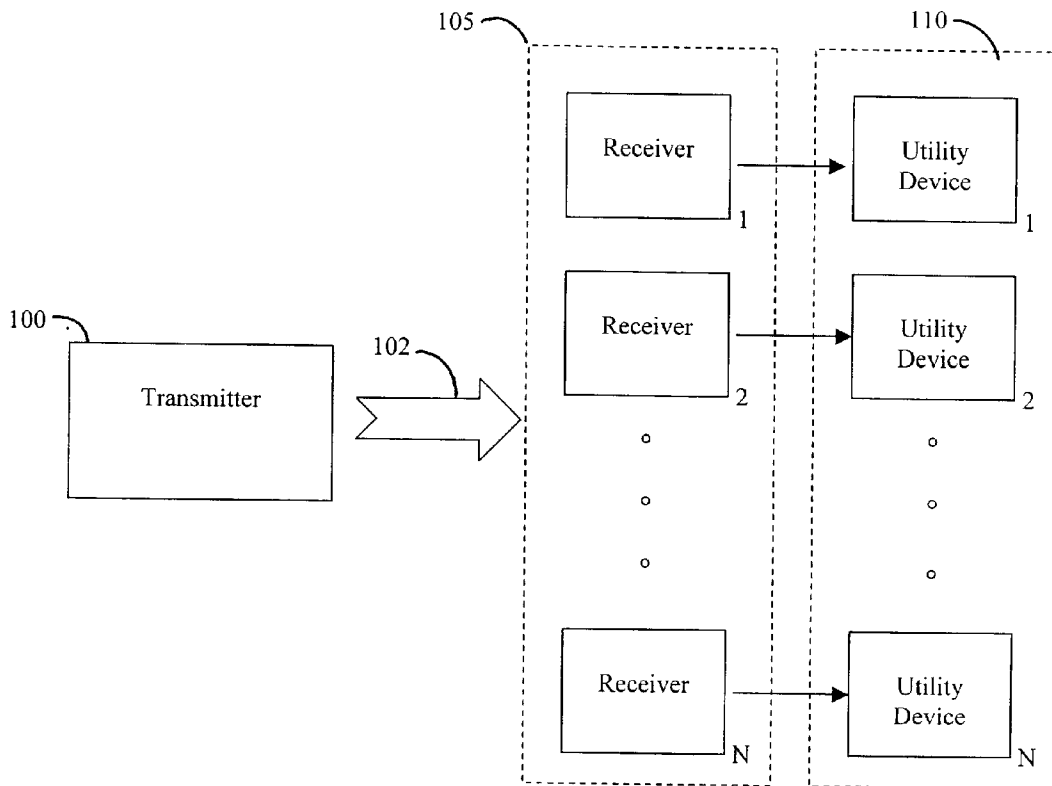 105
110
Receiver
1
Utility
Device
1
100
Transmitter
102
Receiver
2
Utility
Device
2
Receiver
N
Utility
Device
N